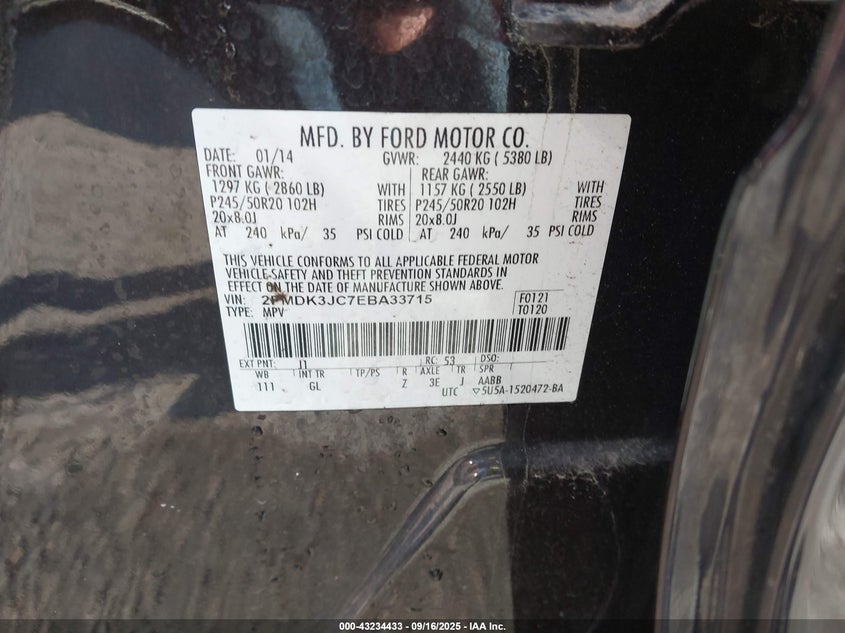 MFD. BY FORD MOTOR CO.
DATE: 01/14 GVWR: 2440 KG ( 5380 LB)
FRONT GAWR: REAR GAWR:
1297 KG ( 2860 LB) WITH 1157 KG ( 2550 LB) WITH
P245/50R20 102H TIRES P245/50R20 102H TIRES
20x8.0J RIMS 20x8.0J RIMS
AT 240 kPa/ 35 PSI COLD AT 240 kPa/ 35 PSI COLD
THIS VEHICLE CONFORMS TO ALL APPLICABLE FEDERAL MOTOR
VEHICLE SAFETY AND THEFT PREVENTION STANDARDS IN
EFFECT ON THE DATE OF MANUFACTURE SHOWN ABOVE.
VIN: 2FMDK3JC7EBA33715 F0121
TYPE: MPV T0120
EXT PNT: J1 RC: 53 DSO:
WB INT TR TP/PS R AXLE TR SPR
111 GL Z 3E J AABB
UTC ▽5U5A-1520472-BA
000-43234433 - 09/16/2025 - IAA Inc.